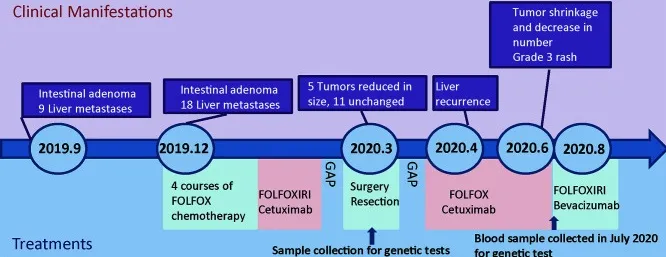 Clinical Manifestations
Tumor shrinkage
and decrease in
number
Grade 3 rash
Intestinal adenoma
9 Liver metastases
Intestinal adenoma
18 Liver metastases
5 Tumors reduced in
size, 11 unchanged
Liver
recurrence
2019.9
2019.12
2020.3
2020.4
2020.6
2020.8
4 courses of
FOLFOX
chemotherapy
FOLFOXIRI
Cetuximab
GAP
Surgery
Resection
GAP
FOLFOX
Cetuximab
FOLFOXIRI
Bevacizumab
Treatments
Sample collection for genetic tests
Blood sample collected in July 2020
for genetic test